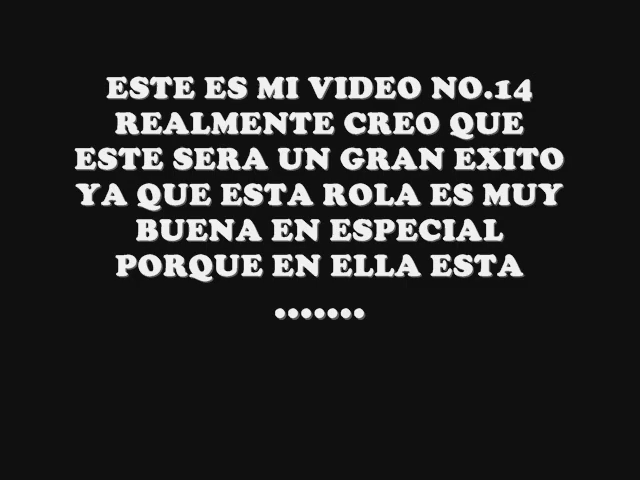 ESTE ES MI VIDEO NO.14
REALMENTE CREO QUE
ESTE SERA UN GRAN EXITO
YA QUE ESTA ROLA ES MUY
BUENA EN ESPECIAL
PORQUE EN ELLA ESTA
.......